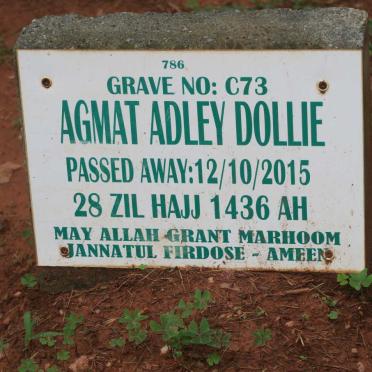 786
GRAVE NO: C73
AGMAT ADLEY DOLLIE
PASSED AWAY:12/10/2015
28 ZIL HAJJ 1436 AH
MAY ALLAH GRANT MARHOOM
JANNATUL FIRDOSE - AMEEN